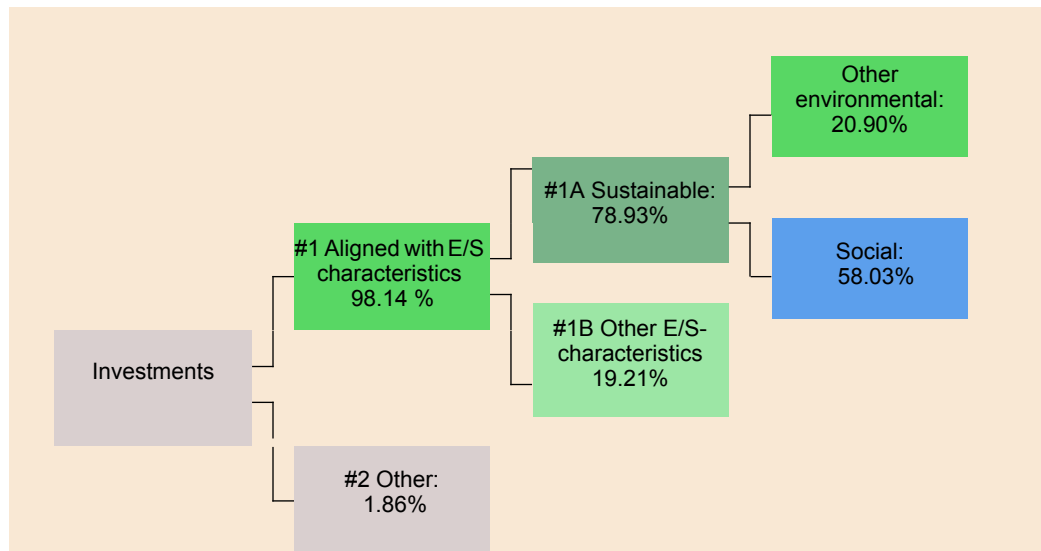 Other
environmental:
20.90%
#1A Sustainable:
78.93%
#1 Aligned with E/S
characteristics
98.14 %
Social:
58.03%
#1B Other E/S-
characteristics
19.21%
Investments
#2 Other:
1.86%